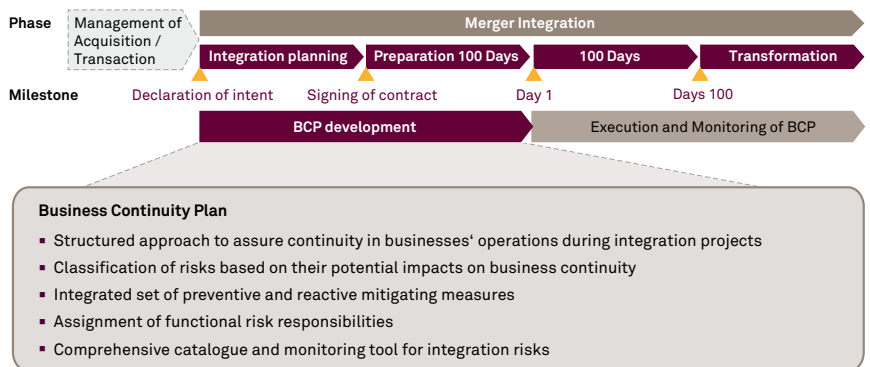 Phase
Management of
Acquisition /
Transaction
Merger Integration
Integration planning
Preparation 100 Days
100 Days
Transformation
Milestone
Declaration of intent
Signing of contract
Day 1
Days 100
BCP development
Execution and Monitoring of BCP
Business Continuity Plan
▪ Structured approach to assure continuity in businesses‘ operations during integration projects
▪ Classification of risks based on their potential impacts on business continuity
▪ Integrated set of preventive and reactive mitigating measures
▪ Assignment of functional risk responsibilities
▪ Comprehensive catalogue and monitoring tool for integration risks